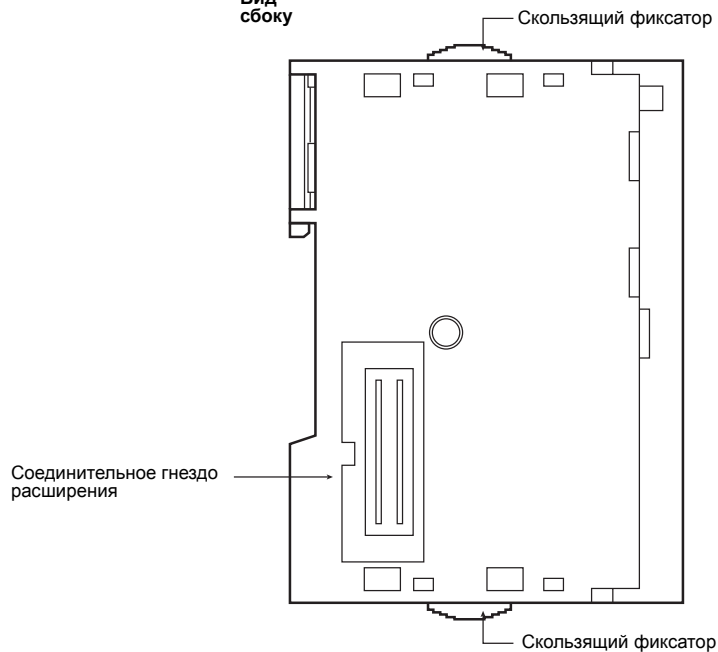 Вид
сбоку
Скользящий фиксатор
Соединительное гнездо
расширения
Скользящий фиксатор